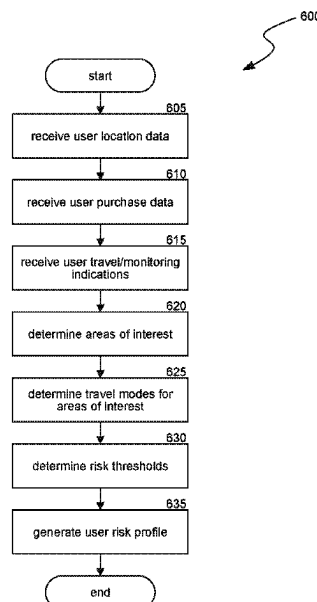 600
start
605
receive user location data
610
receive user purchase data
615
receive user travel/monitoring
indications
620
determine areas of interest
625
determine travel modes for
areas of interest
630
determine risk thresholds
635
generate user risk profile
end